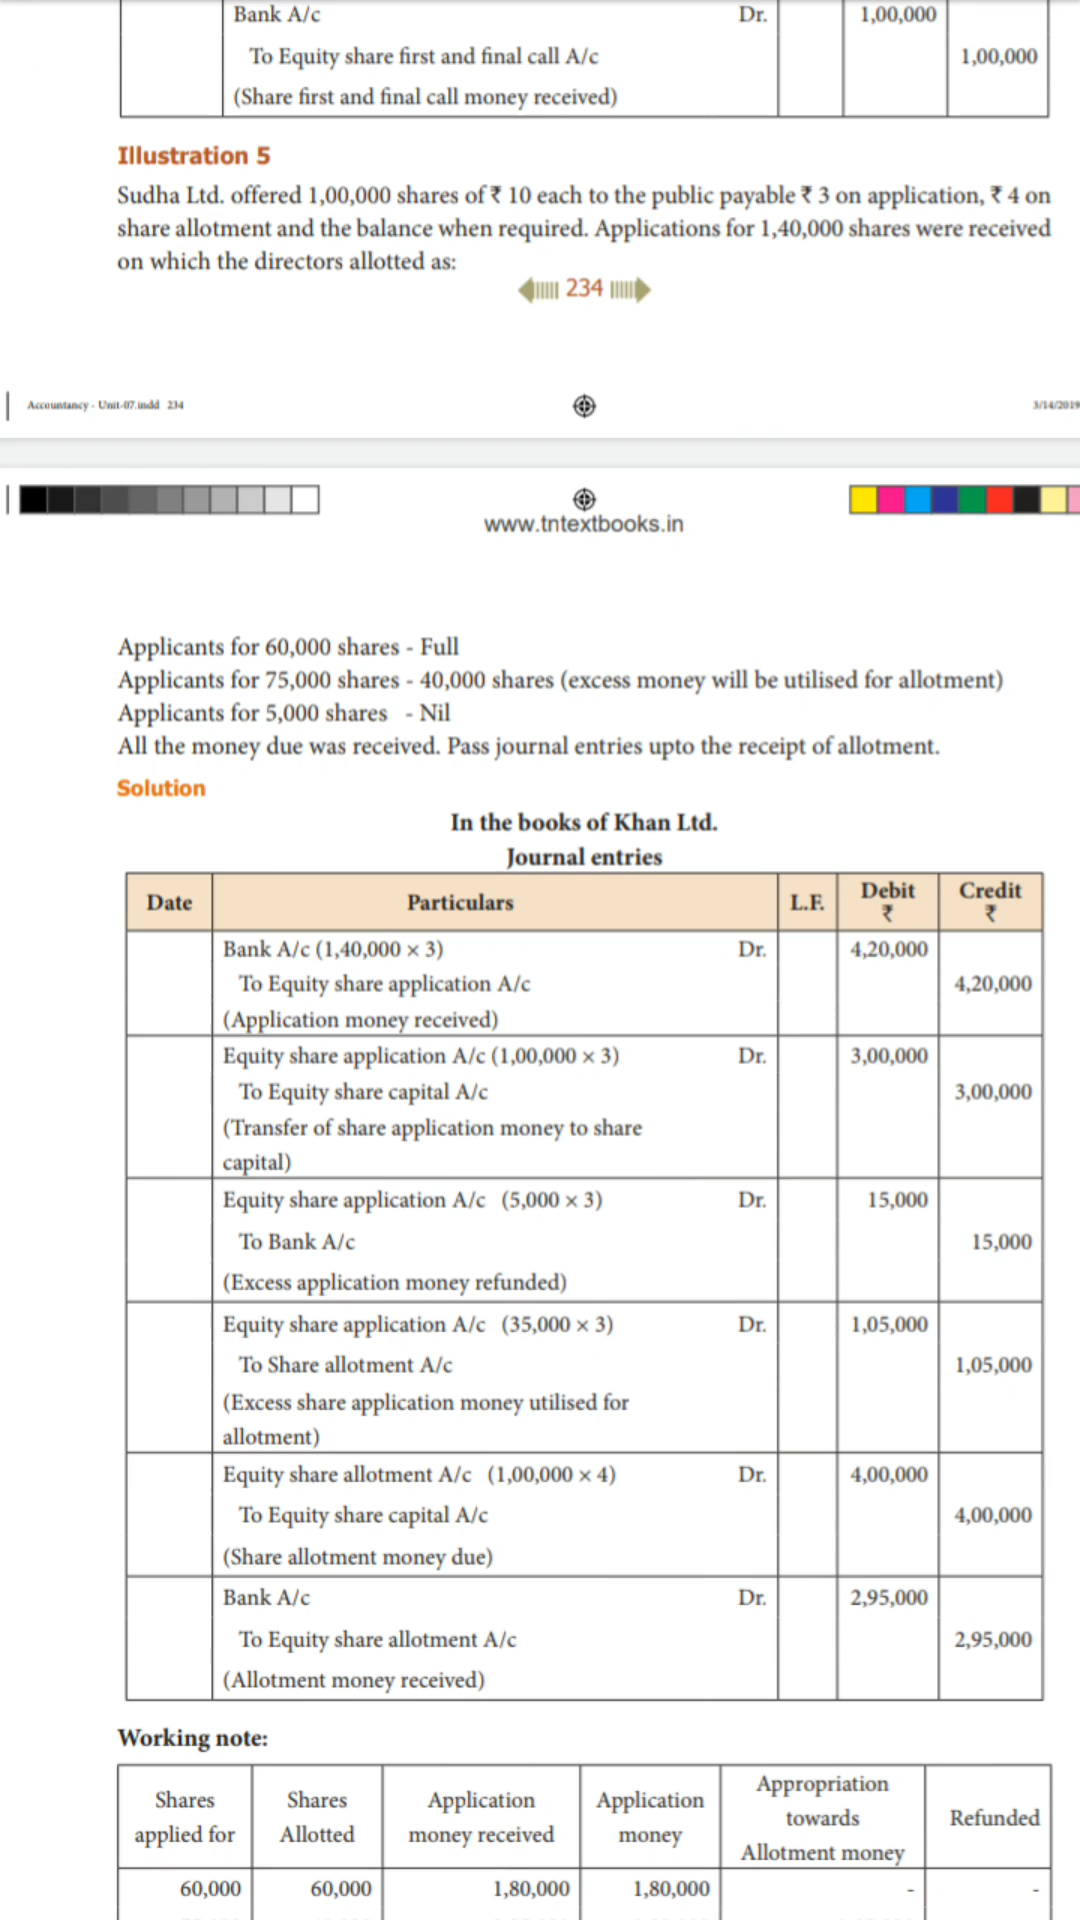 Bank A/c Dr. 1,00,000
To Equity share first and final call A/c 1,00,000
(Share first and final call money received)
Illustration 5
Sudha Ltd. offered 1,00,000 shares of ₹ 10 each to the public payable ₹ 3 on application, ₹ 4 on
share allotment and the balance when required. Applications for 1,40,000 shares were received
on which the directors allotted as:
234
Accountancy - Unit-07.indd 234 3/14/2019
www.tntextbooks.in
Applicants for 60,000 shares - Full
Applicants for 75,000 shares - 40,000 shares (excess money will be utilised for allotment)
Applicants for 5,000 shares - Nil
All the money due was received. Pass journal entries upto the receipt of allotment.
Solution
In the books of Khan Ltd.
Journal entries
Date Particulars L.F. Debit ₹ Credit ₹
Bank A/c (1,40,000 × 3) Dr. 4,20,000
To Equity share application A/c 4,20,000
(Application money received)
Equity share application A/c (1,00,000 × 3) Dr. 3,00,000
To Equity share capital A/c 3,00,000
(Transfer of share application money to share
capital)
Equity share application A/c (5,000 × 3) Dr. 15,000
To Bank A/c 15,000
(Excess application money refunded)
Equity share application A/c (35,000 × 3) Dr. 1,05,000
To Share allotment A/c 1,05,000
(Excess share application money utilised for
allotment)
Equity share allotment A/c (1,00,000 × 4) Dr. 4,00,000
To Equity share capital A/c 4,00,000
(Share allotment money due)
Bank A/c Dr. 2,95,000
To Equity share allotment A/c 2,95,000
(Allotment money received)
Working note:
Shares applied for Shares Allotted Application money received Application money Appropriation towards Allotment money Refunded
60,000 60,000 1,80,000 1,80,000 - -